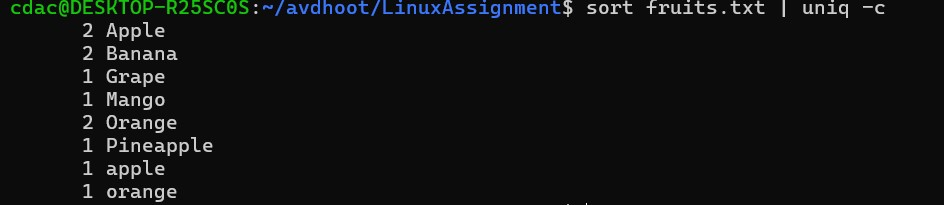 cdac@DESKTOP-R25SC0S:~/avdhoot/LinuxAssignment$ sort fruits.txt | uniq -c
      2 Apple
      2 Banana
      1 Grape
      1 Mango
      2 Orange
      1 Pineapple
      1 apple
      1 orange